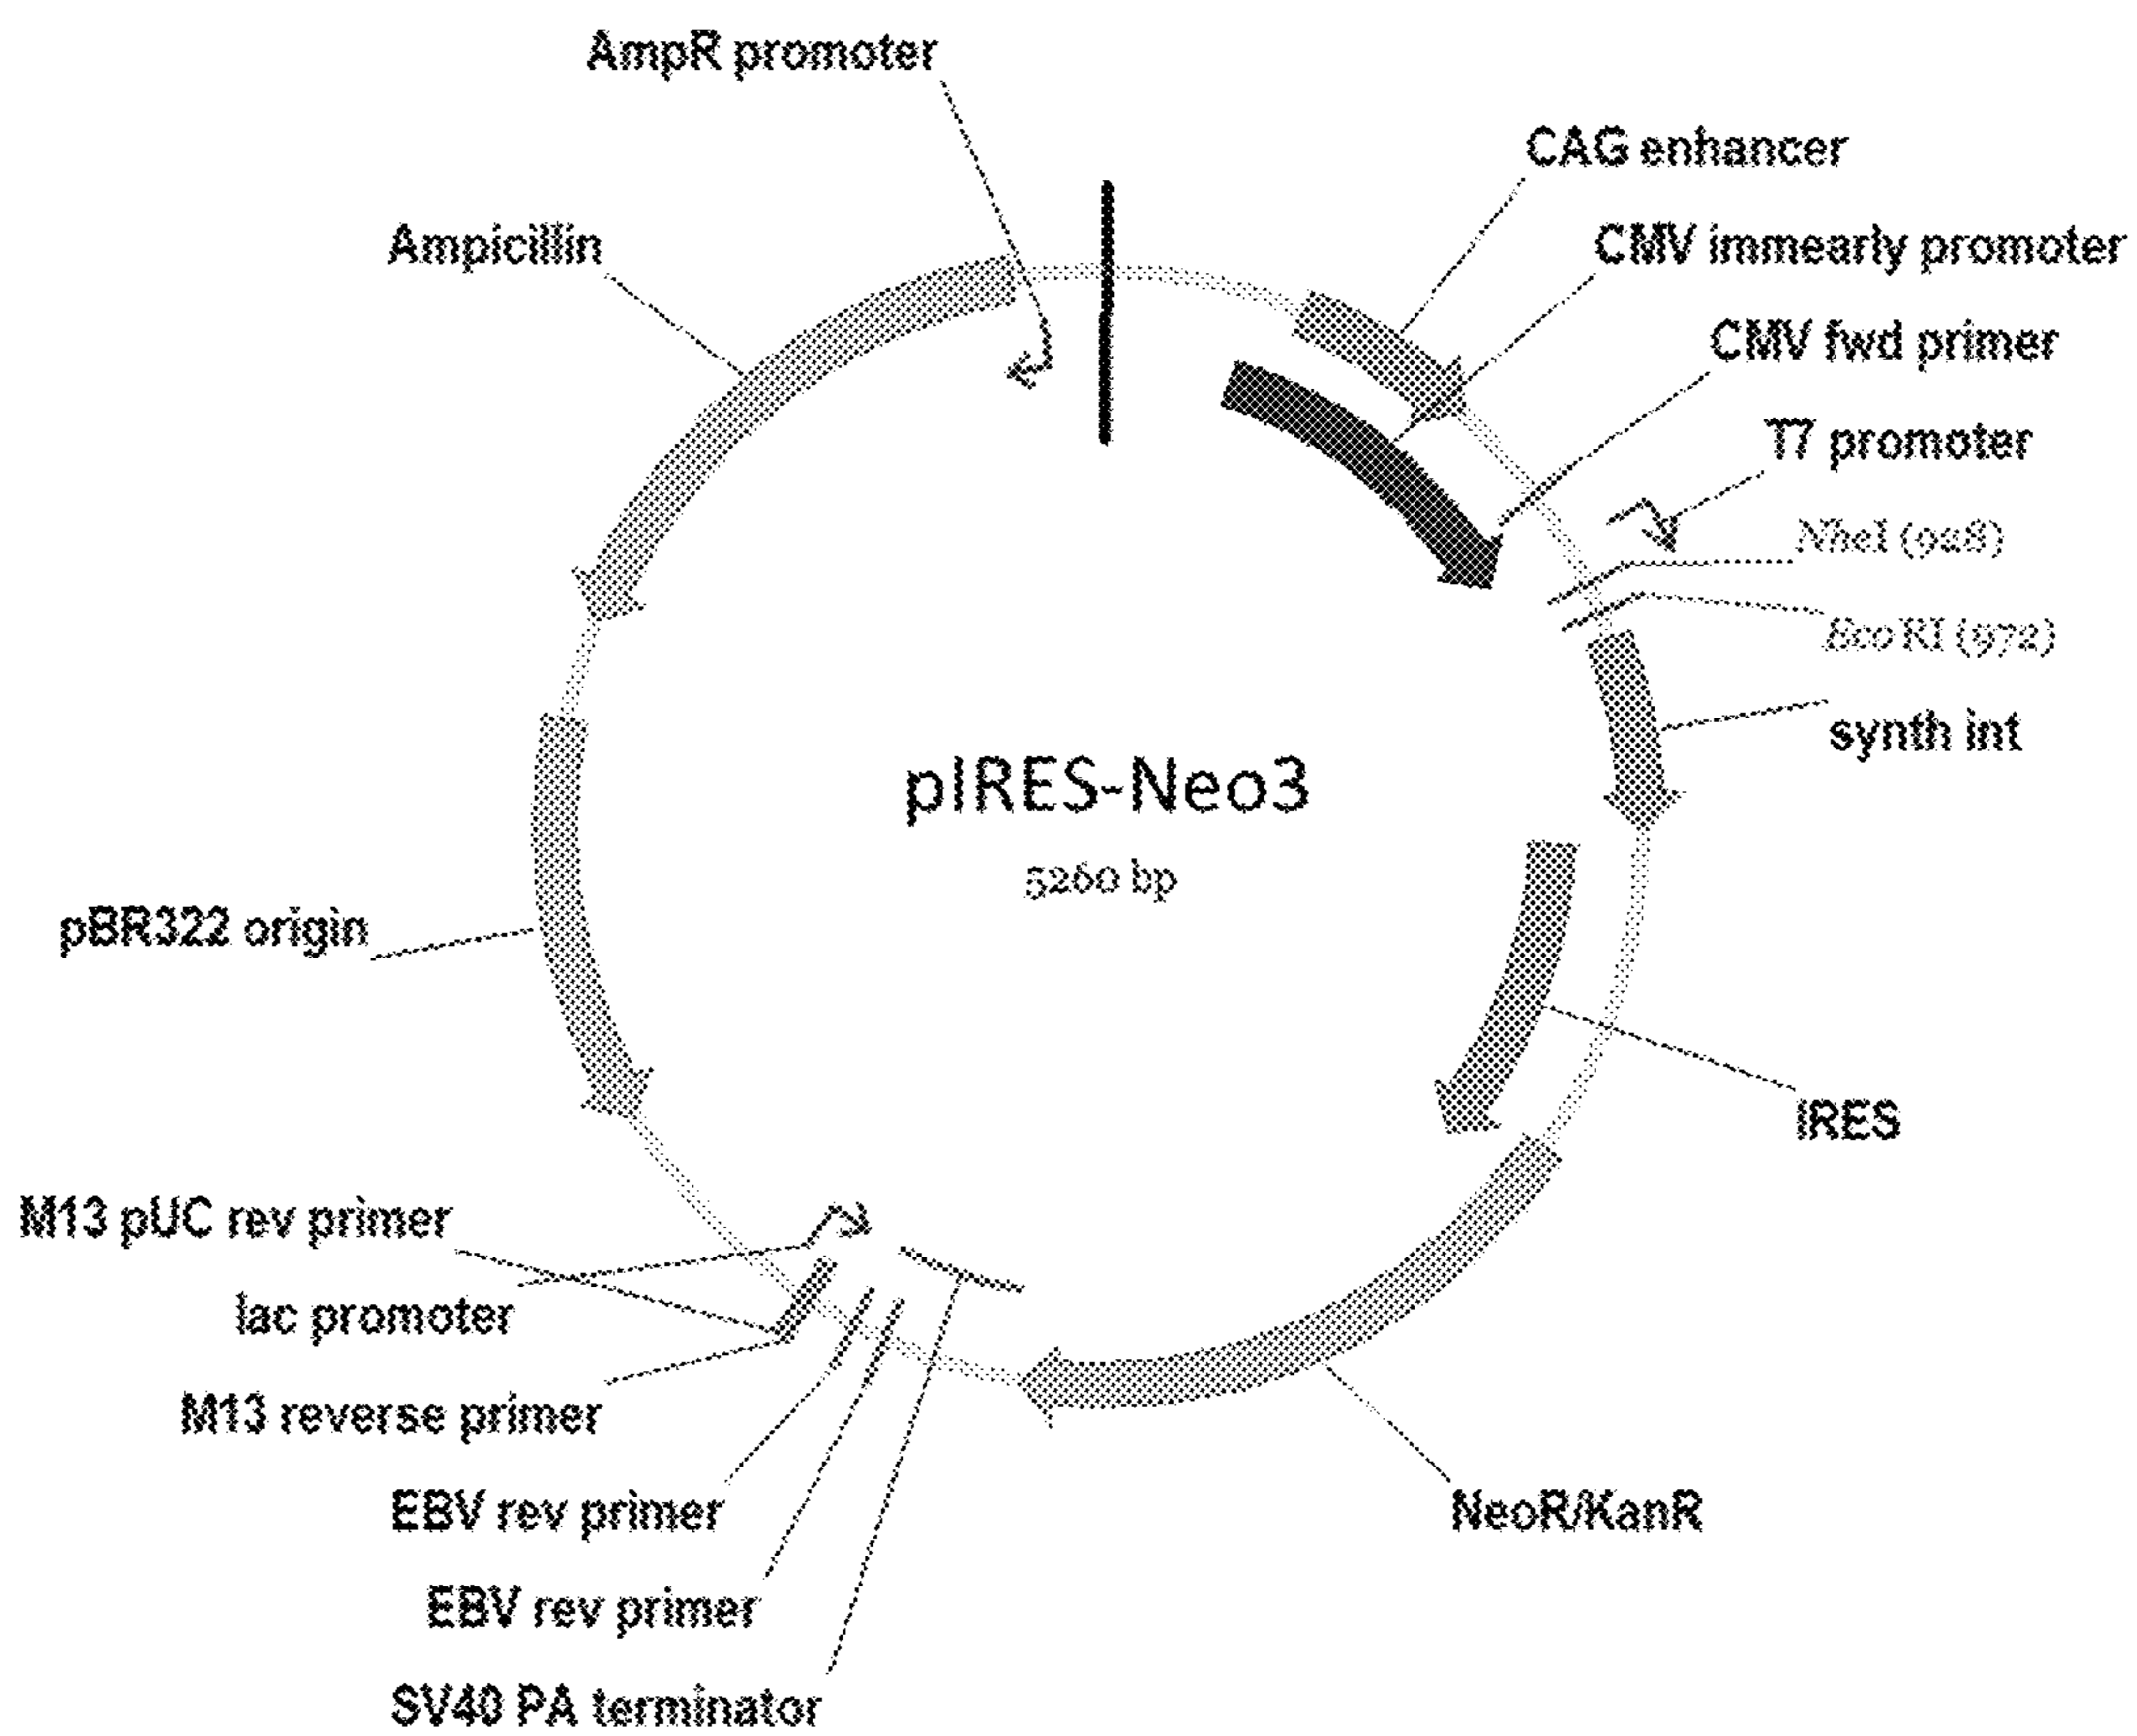 AmpR promoter
CAG enhancer
Ampicillin
CMV immearly promoter
CMV fwd primer
T7 promoter
NheI (928)
EcoRI (972)
synth int
pIRES-Neo3
5260 bp
pBR322 origin
IRES
M13 pUC rev primer
lac promoter
M13 reverse primer
EBV rev primer
NeoR/KanR
EBV rev primer
SV40 PA terminator